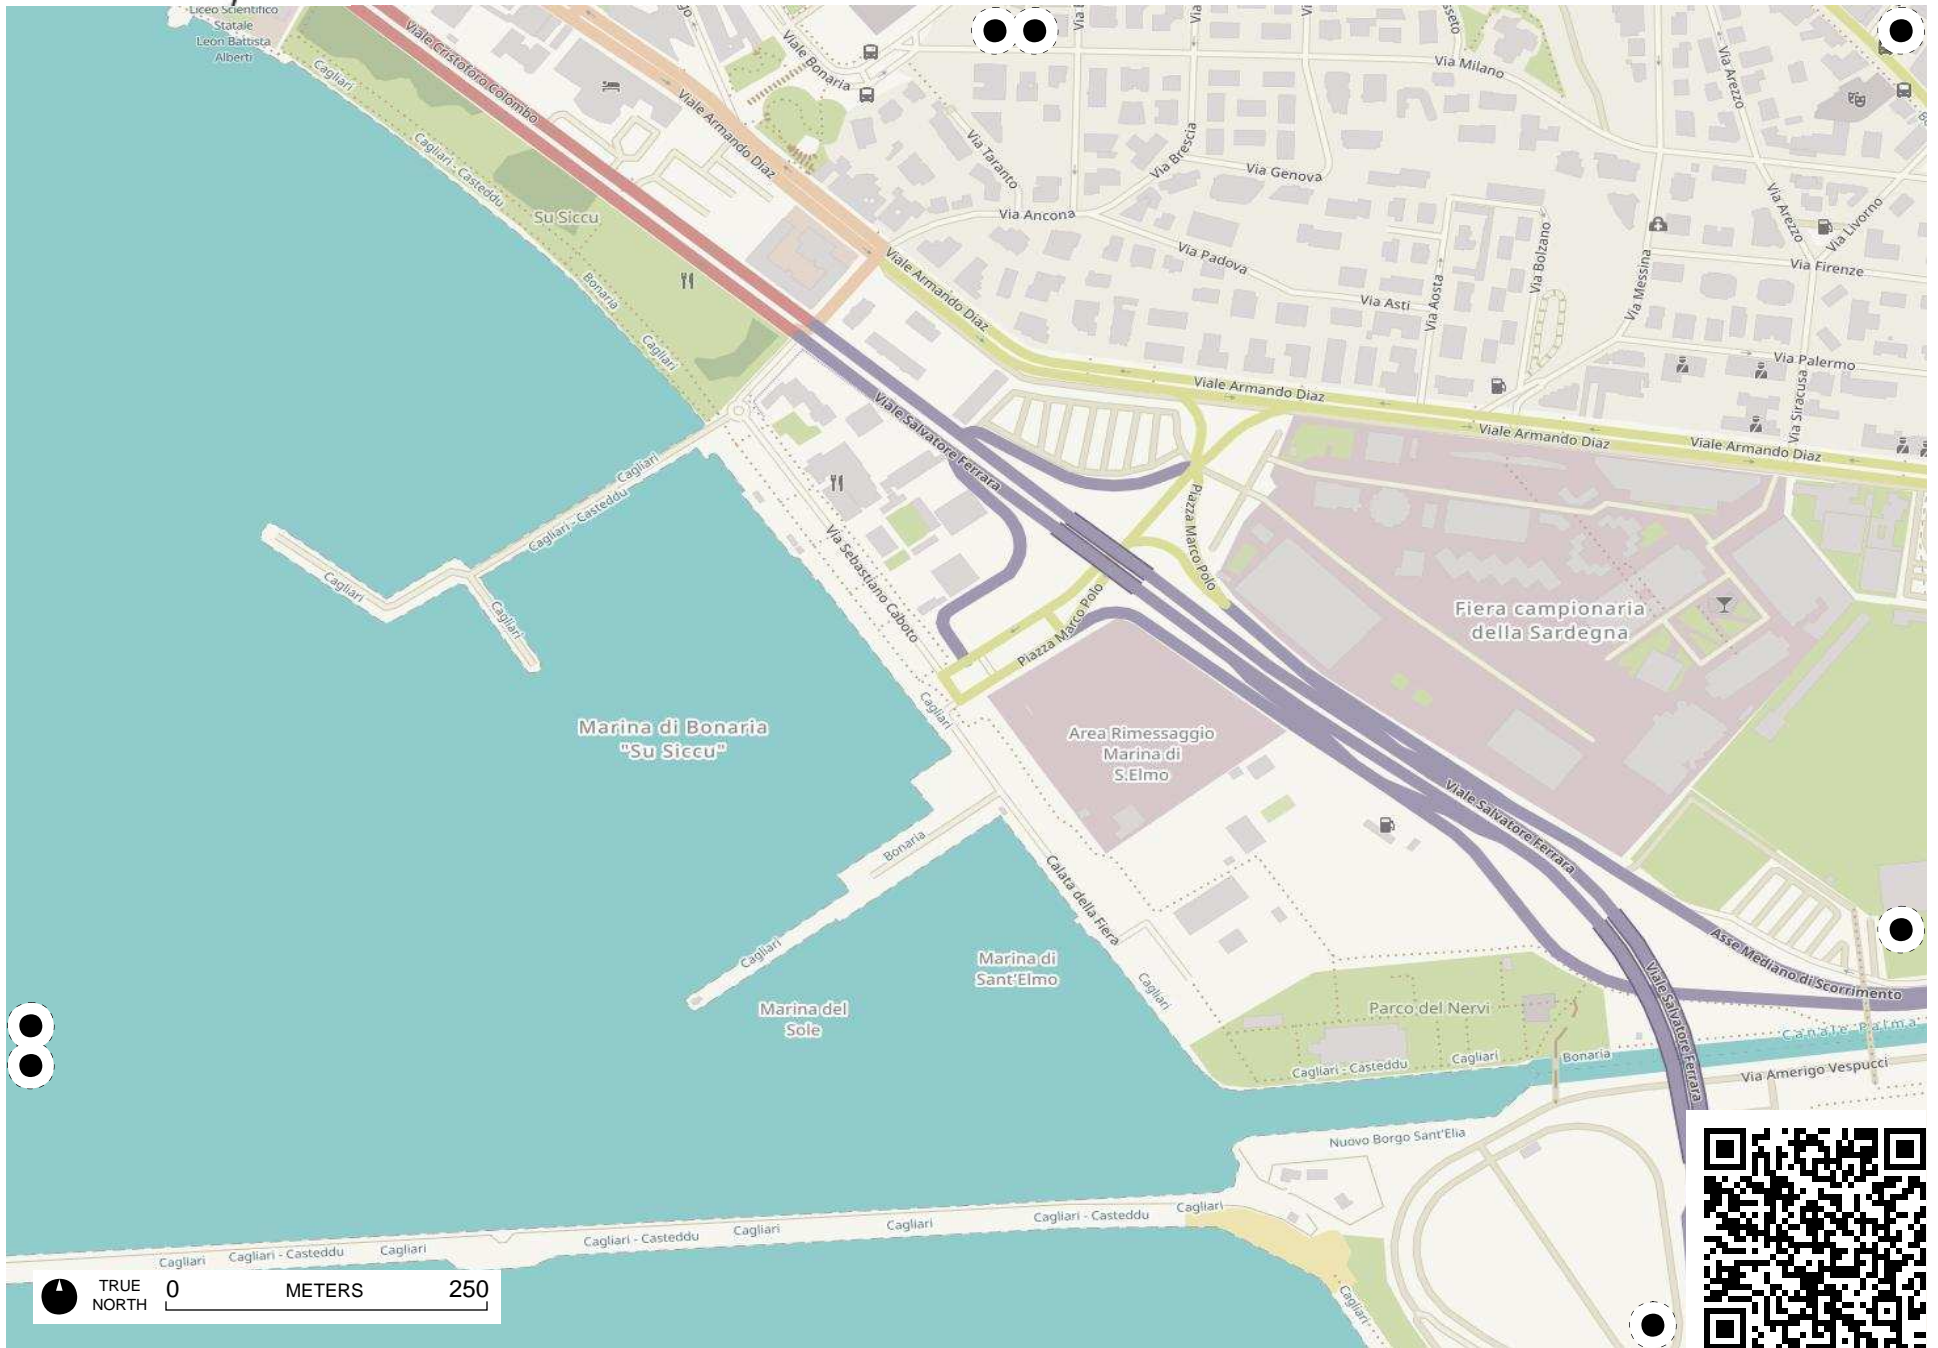 Liceo Scientifico
Statale
Leon Battista
Alberti
Viale Cristoforo Colombo
Cagliari
Cagliari - Casteddu
Su Siccu
Bonaria
Cagliari
Viale Armando Diaz
Viale Bonaria
Via Taranto
Via Ancona
Via Brescia
Via Genova
Via Padova
Via Asti
Via Aosta
Via Bolzano
Via Milano
Via Messina
Via Arezzo
Via Arezzo
Via Livorno
Via Firenze
Via Palermo
Via Siracusa
Viale Armando Diaz
Viale Armando Diaz
Viale Armando Diaz
Viale Armando Diaz
Viale Salvatore Ferrara
Piazza Marco Polo
Piazza Marco Polo
Via Sebastiano Caboto
Cagliari
Cagliari - Casteddu
Cagliari
Cagliari
Cagliari
Marina di Bonaria
"Su Siccu"
Fiera campionaria
della Sardegna
Area Rimessaggio
Marina di
S.Elmo
Viale Salvatore Ferrara
Bonaria
Calata della Fiera
Cagliari
Marina di
Sant'Elmo
Cagliari
Marina del
Sole
Asse Mediano di Scorrimento
Viale Salvatore Ferrara
Parco del Nervi
Canale Palma
Cagliari - Casteddu
Cagliari
Bonaria
Via Amerigo Vespucci
Nuovo Borgo Sant'Elia
Cagliari
Cagliari - Casteddu
Cagliari
Cagliari - Casteddu
Cagliari
Cagliari
Cagliari - Casteddu
Cagliari
Cagliari
TRUE
NORTH
0
METERS
250